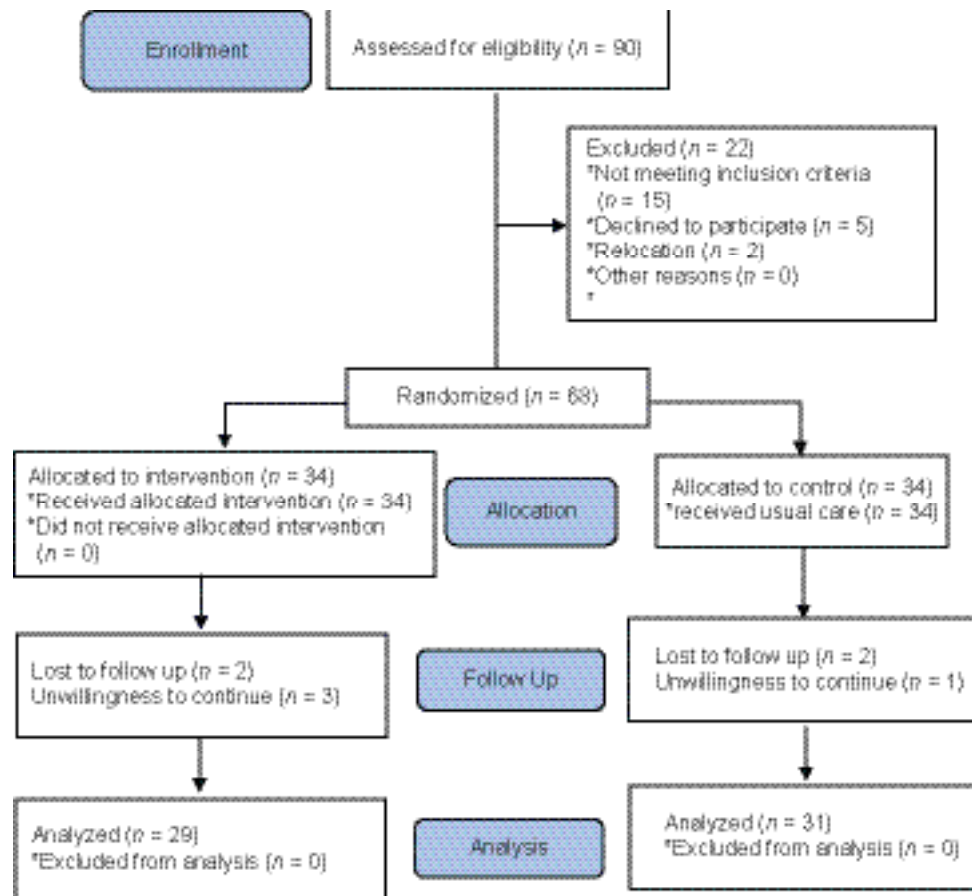 Enrollment
Assessed for eligibility (n = 90)
Excluded (n = 22)
*Not meeting inclusion criteria
(n = 15)
*Declined to participate (n = 5)
*Relocation (n = 2)
*Other reasons (n = 0)
*
Randomized (n = 68)
Allocated to intervention (n = 34)
*Received allocated intervention (n = 34)
*Did not receive allocated intervention
(n = 0)
Allocation
Allocated to control (n = 34)
*received usual care (n = 34)
Lost to follow up (n = 2)
Unwillingness to continue (n = 3)
Follow Up
Lost to follow up (n = 2)
Unwillingness to continue (n = 1)
Analyzed (n = 29)
*Excluded from analysis (n = 0)
Analysis
Analyzed (n = 31)
*Excluded from analysis (n = 0)